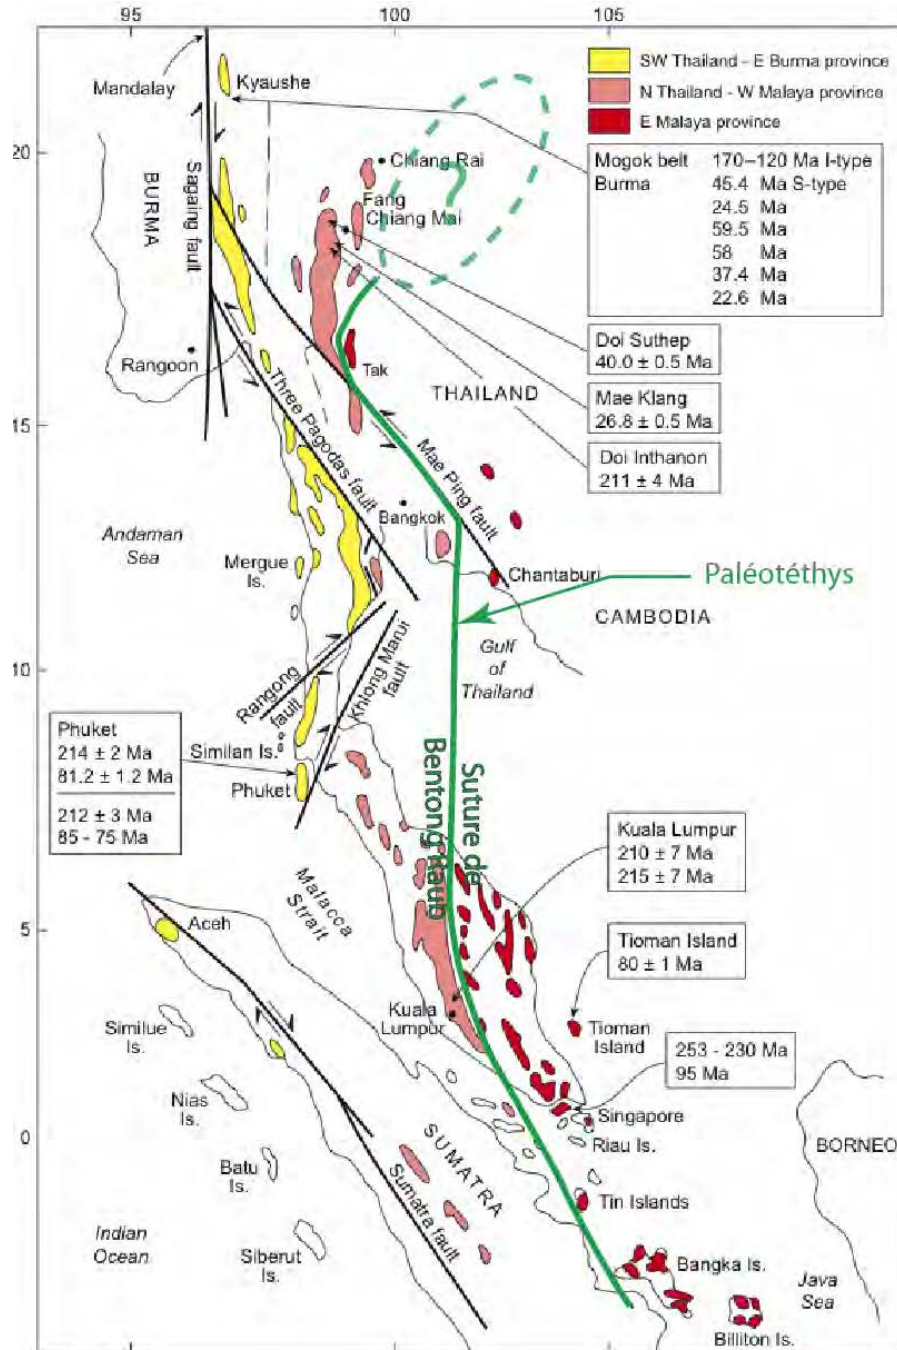 95
100
105
20
15
10
5
0
SW Thailand - E Burma province
N Thailand - W Malaya province
E Malaya province
Mandalay
Kyaushe
Mogok belt 170–120 Ma I-type
Burma 45.4 Ma S-type
24.5 Ma
59.5 Ma
58 Ma
37.4 Ma
22.6 Ma
BURMA
Sagaing fault
Chiang Rai
Fang
Chiang Mai
?
Doi Suthep
40.0 ± 0.5 Ma
Mae Klang
26.8 ± 0.5 Ma
Doi Inthanon
211 ± 4 Ma
Rangoon
Tak
THAILAND
Three Pagodas fault
Mae Ping fault
Bangkok
Andaman
Sea
Mergue
Is.
Chantaburi
Paléotéthys
CAMBODIA
Gulf
of
Thailand
Rangong
fault
Khlong Marui
fault
Similan Is.
Phuket
Phuket
214 ± 2 Ma
81.2 ± 1.2 Ma
212 ± 3 Ma
85 - 75 Ma
Suture de
Bentong Raub
Kuala Lumpur
210 ± 7 Ma
215 ± 7 Ma
Malacca
Strait
Aceh
Tioman Island
80 ± 1 Ma
Kuala
Lumpur
Similue
Is.
Tioman
Island
253 - 230 Ma
95 Ma
Nias
Is.
Singapore
Riau Is.
BORNEO
SUMATRA
Batu
Is.
Sumatra fault
Tin Islands
Indian
Ocean
Siberut
Is.
Bangka Is.
Java
Sea
Billiton Is.